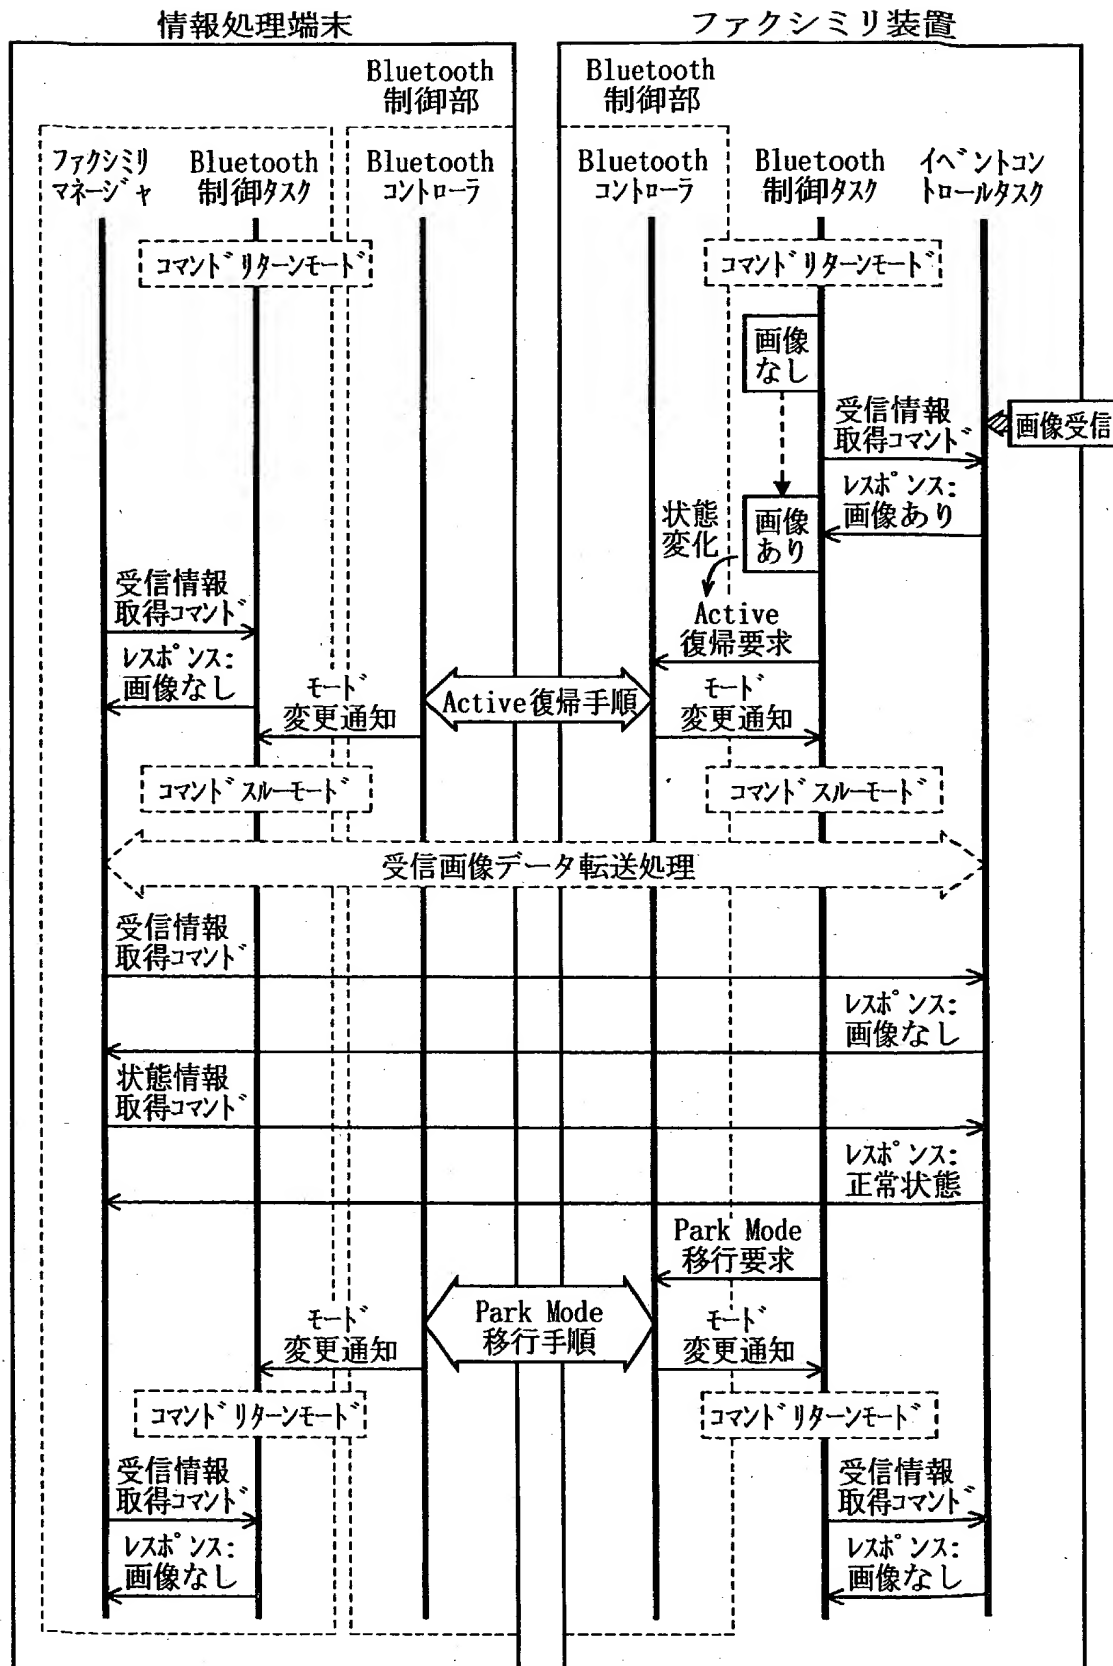 情報処理端末
ファクシミリ装置
Bluetooth
制御部
Bluetooth
制御部
ファクシミリ
マネージャ
Bluetooth
制御タスク
Bluetooth
コントローラ
Bluetooth
コントローラ
Bluetooth
制御タスク
イベントコン
トロールタスク
コマンドリターンモード
コマンドリターンモード
画像
なし
受信情報
取得コマンド
画像受信
レスポンス:
画像あり
状態
変化
画像
あり
受信情報
取得コマンド
Active
復帰要求
レスポンス:
画像なし
モード
変更通知
Active復帰手順
モード
変更通知
コマンドスルーモード
コマンドスルーモード
受信画像データ転送処理
受信情報
取得コマンド
レスポンス:
画像なし
状態情報
取得コマンド
レスポンス:
正常状態
Park Mode
移行要求
モード
変更通知
Park Mode
移行手順
モード
変更通知
コマンドリターンモード
コマンドリターンモード
受信情報
取得コマンド
受信情報
取得コマンド
レスポンス:
画像なし
レスポンス:
画像なし